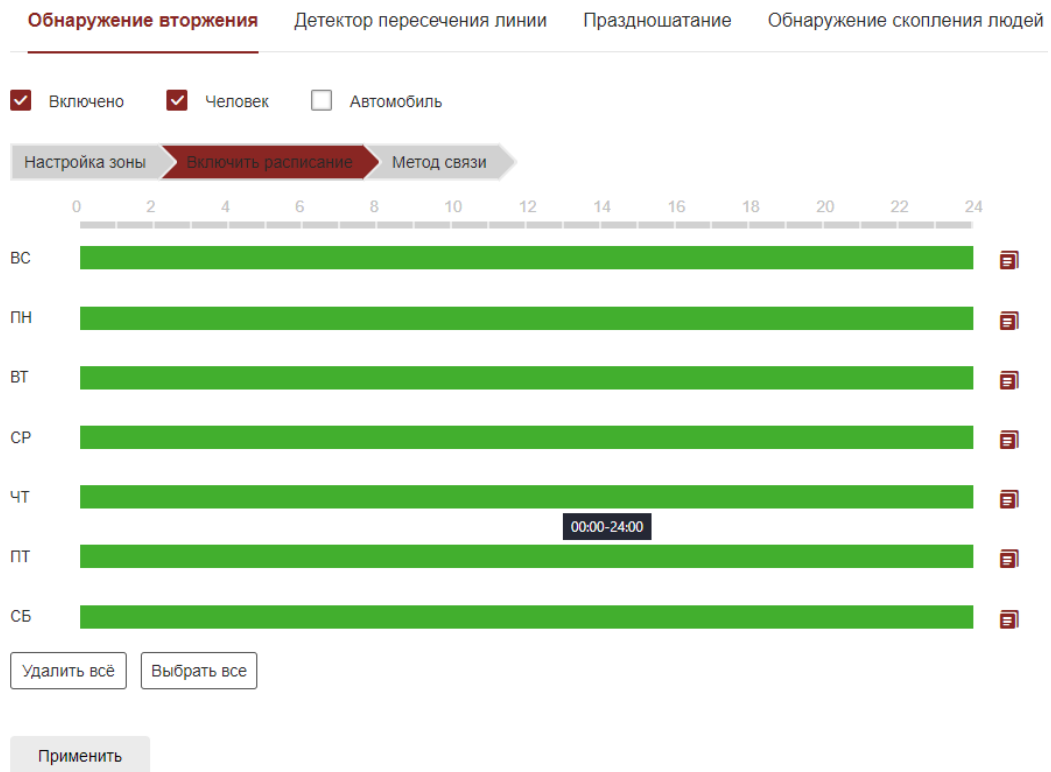 Обнаружение вторжения Детектор пересечения линии Праздношатание Обнаружение скопления людей
Включено Человек Автомобиль
Настройка зоны Включить расписание Метод связи
0 2 4 6 8 10 12 14 16 18 20 22 24
ВС
ПН
ВТ
СР
ЧТ
00:00-24:00
ПТ
СБ
Удалить всё Выбрать все
Применить